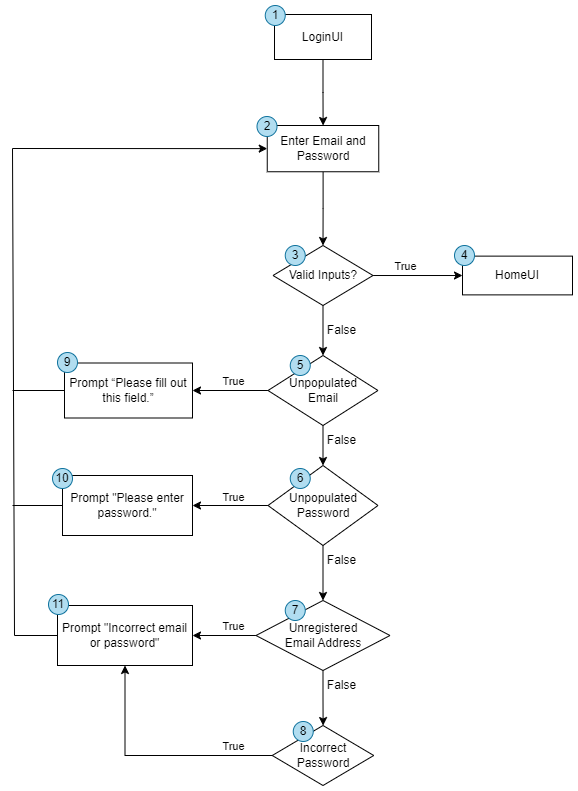 1
LoginUI
2
Enter Email and
Password
3
Valid Inputs?
True
4
HomeUI
False
5
Unpopulated
Email
True
9
Prompt “Please fill out
this field.”
False
6
Unpopulated
Password
True
10
Prompt "Please enter
password."
False
7
Unregistered
Email Address
True
11
Prompt "Incorrect email
or password"
False
8
Incorrect
Password
True